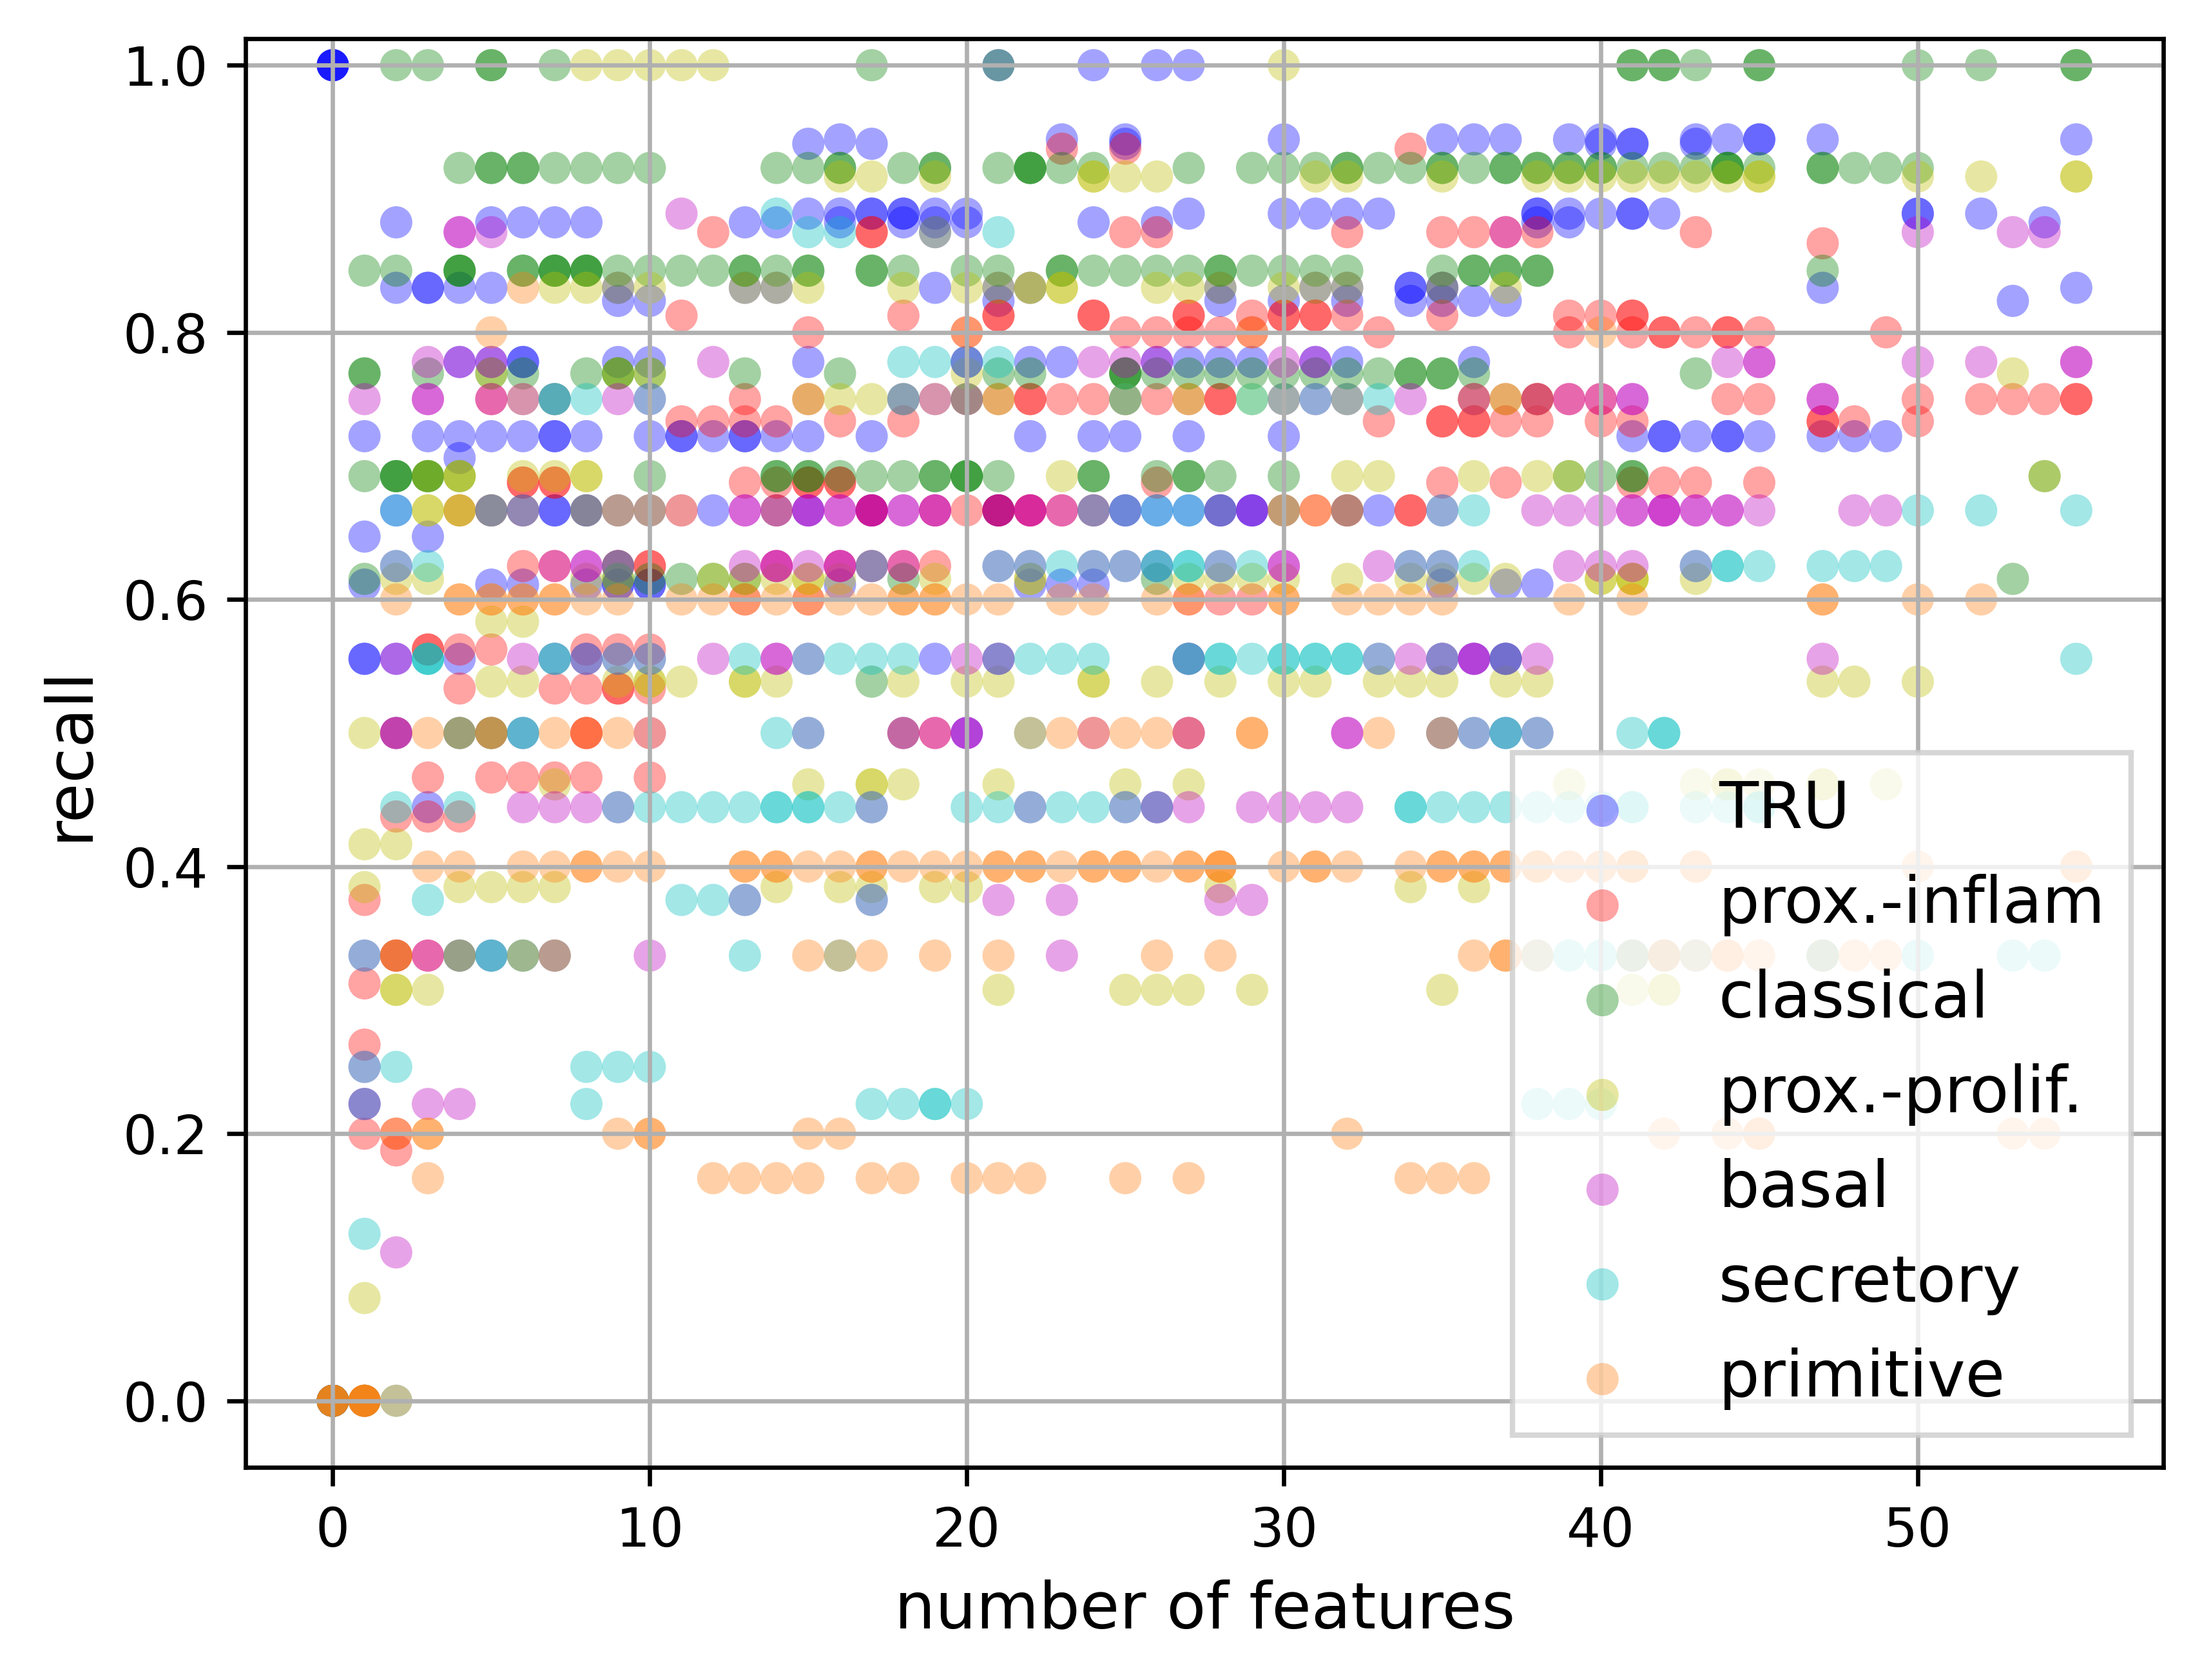 1.0
0.8
0.6
0.4
0.2
0.0
recall
TRU
prox.-inflam
classical
prox.-prolif.
basal
secretory
primitive
0 10 20 30 40 50
number of features